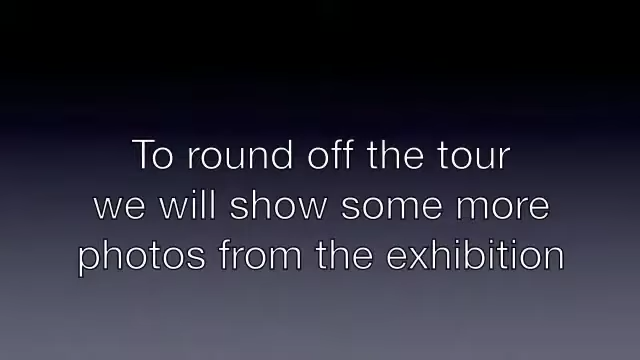 To round off the tour
we will show some more
photos from the exhibition